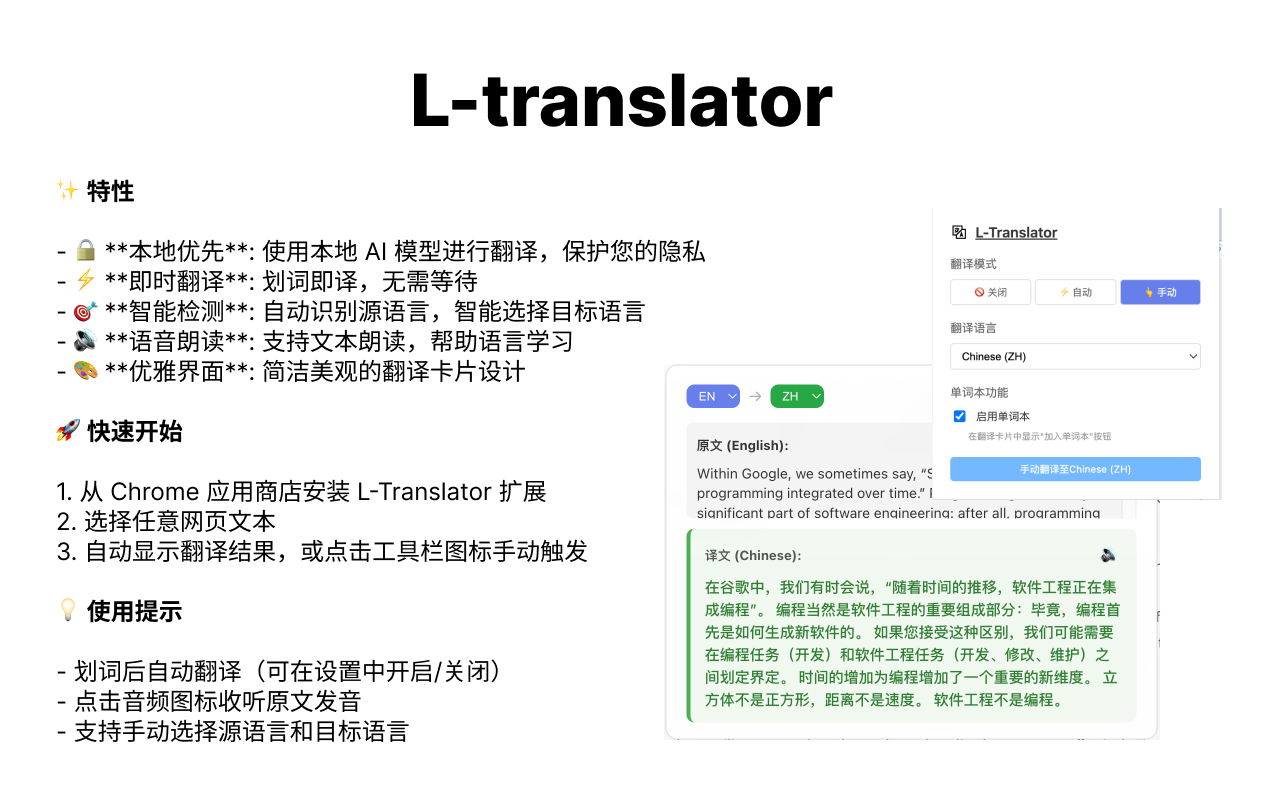 L-translator
✨ 特性
- 🔒 **本地优先**: 使用本地 AI 模型进行翻译，保护您的隐私
- ⚡ **即时翻译**: 划词即译，无需等待
- 🎯 **智能检测**: 自动识别源语言，智能选择目标语言
- 🔊 **语音朗读**: 支持文本朗读，帮助语言学习
- 🎨 **优雅界面**: 简洁美观的翻译卡片设计
🚀 快速开始
1. 从 Chrome 应用商店安装 L-Translator 扩展
2. 选择任意网页文本
3. 自动显示翻译结果，或点击工具栏图标手动触发
💡 使用提示
- 划词后自动翻译（可在设置中开启/关闭）
- 点击音频图标收听原文发音
- 支持手动选择源语言和目标语言
L-Translator
翻译模式
🚫 关闭
⚡ 自动
👆 手动
翻译语言
Chinese (ZH)
单词本功能
启用单词本
在翻译卡片中显示"加入单词本"按钮
手动翻译至Chinese (ZH)
EN → ZH
原文 (English):
Within Google, we sometimes say, “S
programming integrated over time.”
significant part of software engineering: after all, programming
译文 (Chinese):
在谷歌中，我们有时会说，“随着时间的推移，软件工程正在集
成编程”。 编程当然是软件工程的重要组成部分：毕竟，编程首
先是如何生成新软件的。 如果您接受这种区别，我们可能需要
在编程任务（开发）和软件工程任务（开发、修改、维护）之
间划定界定。 时间的增加为编程增加了一个重要的新维度。 立
方体不是正方形，距离不是速度。 软件工程不是编程。